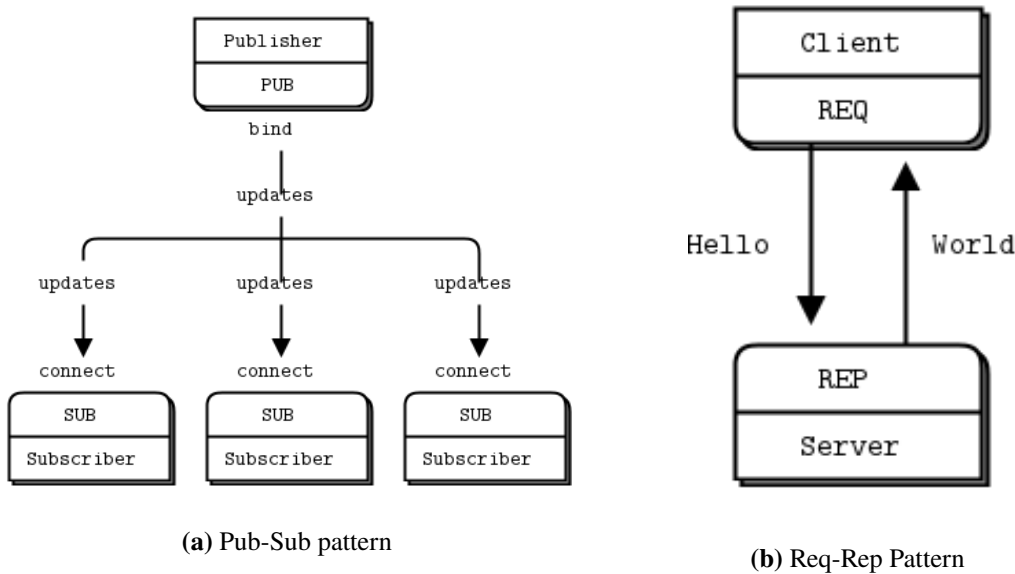 Publisher
PUB
bind
updates
updates updates updates
connect connect connect
SUB SUB SUB
Subscriber Subscriber Subscriber
(a) Pub-Sub pattern
Client
REQ
Hello World
REP
Server
(b) Req-Rep Pattern